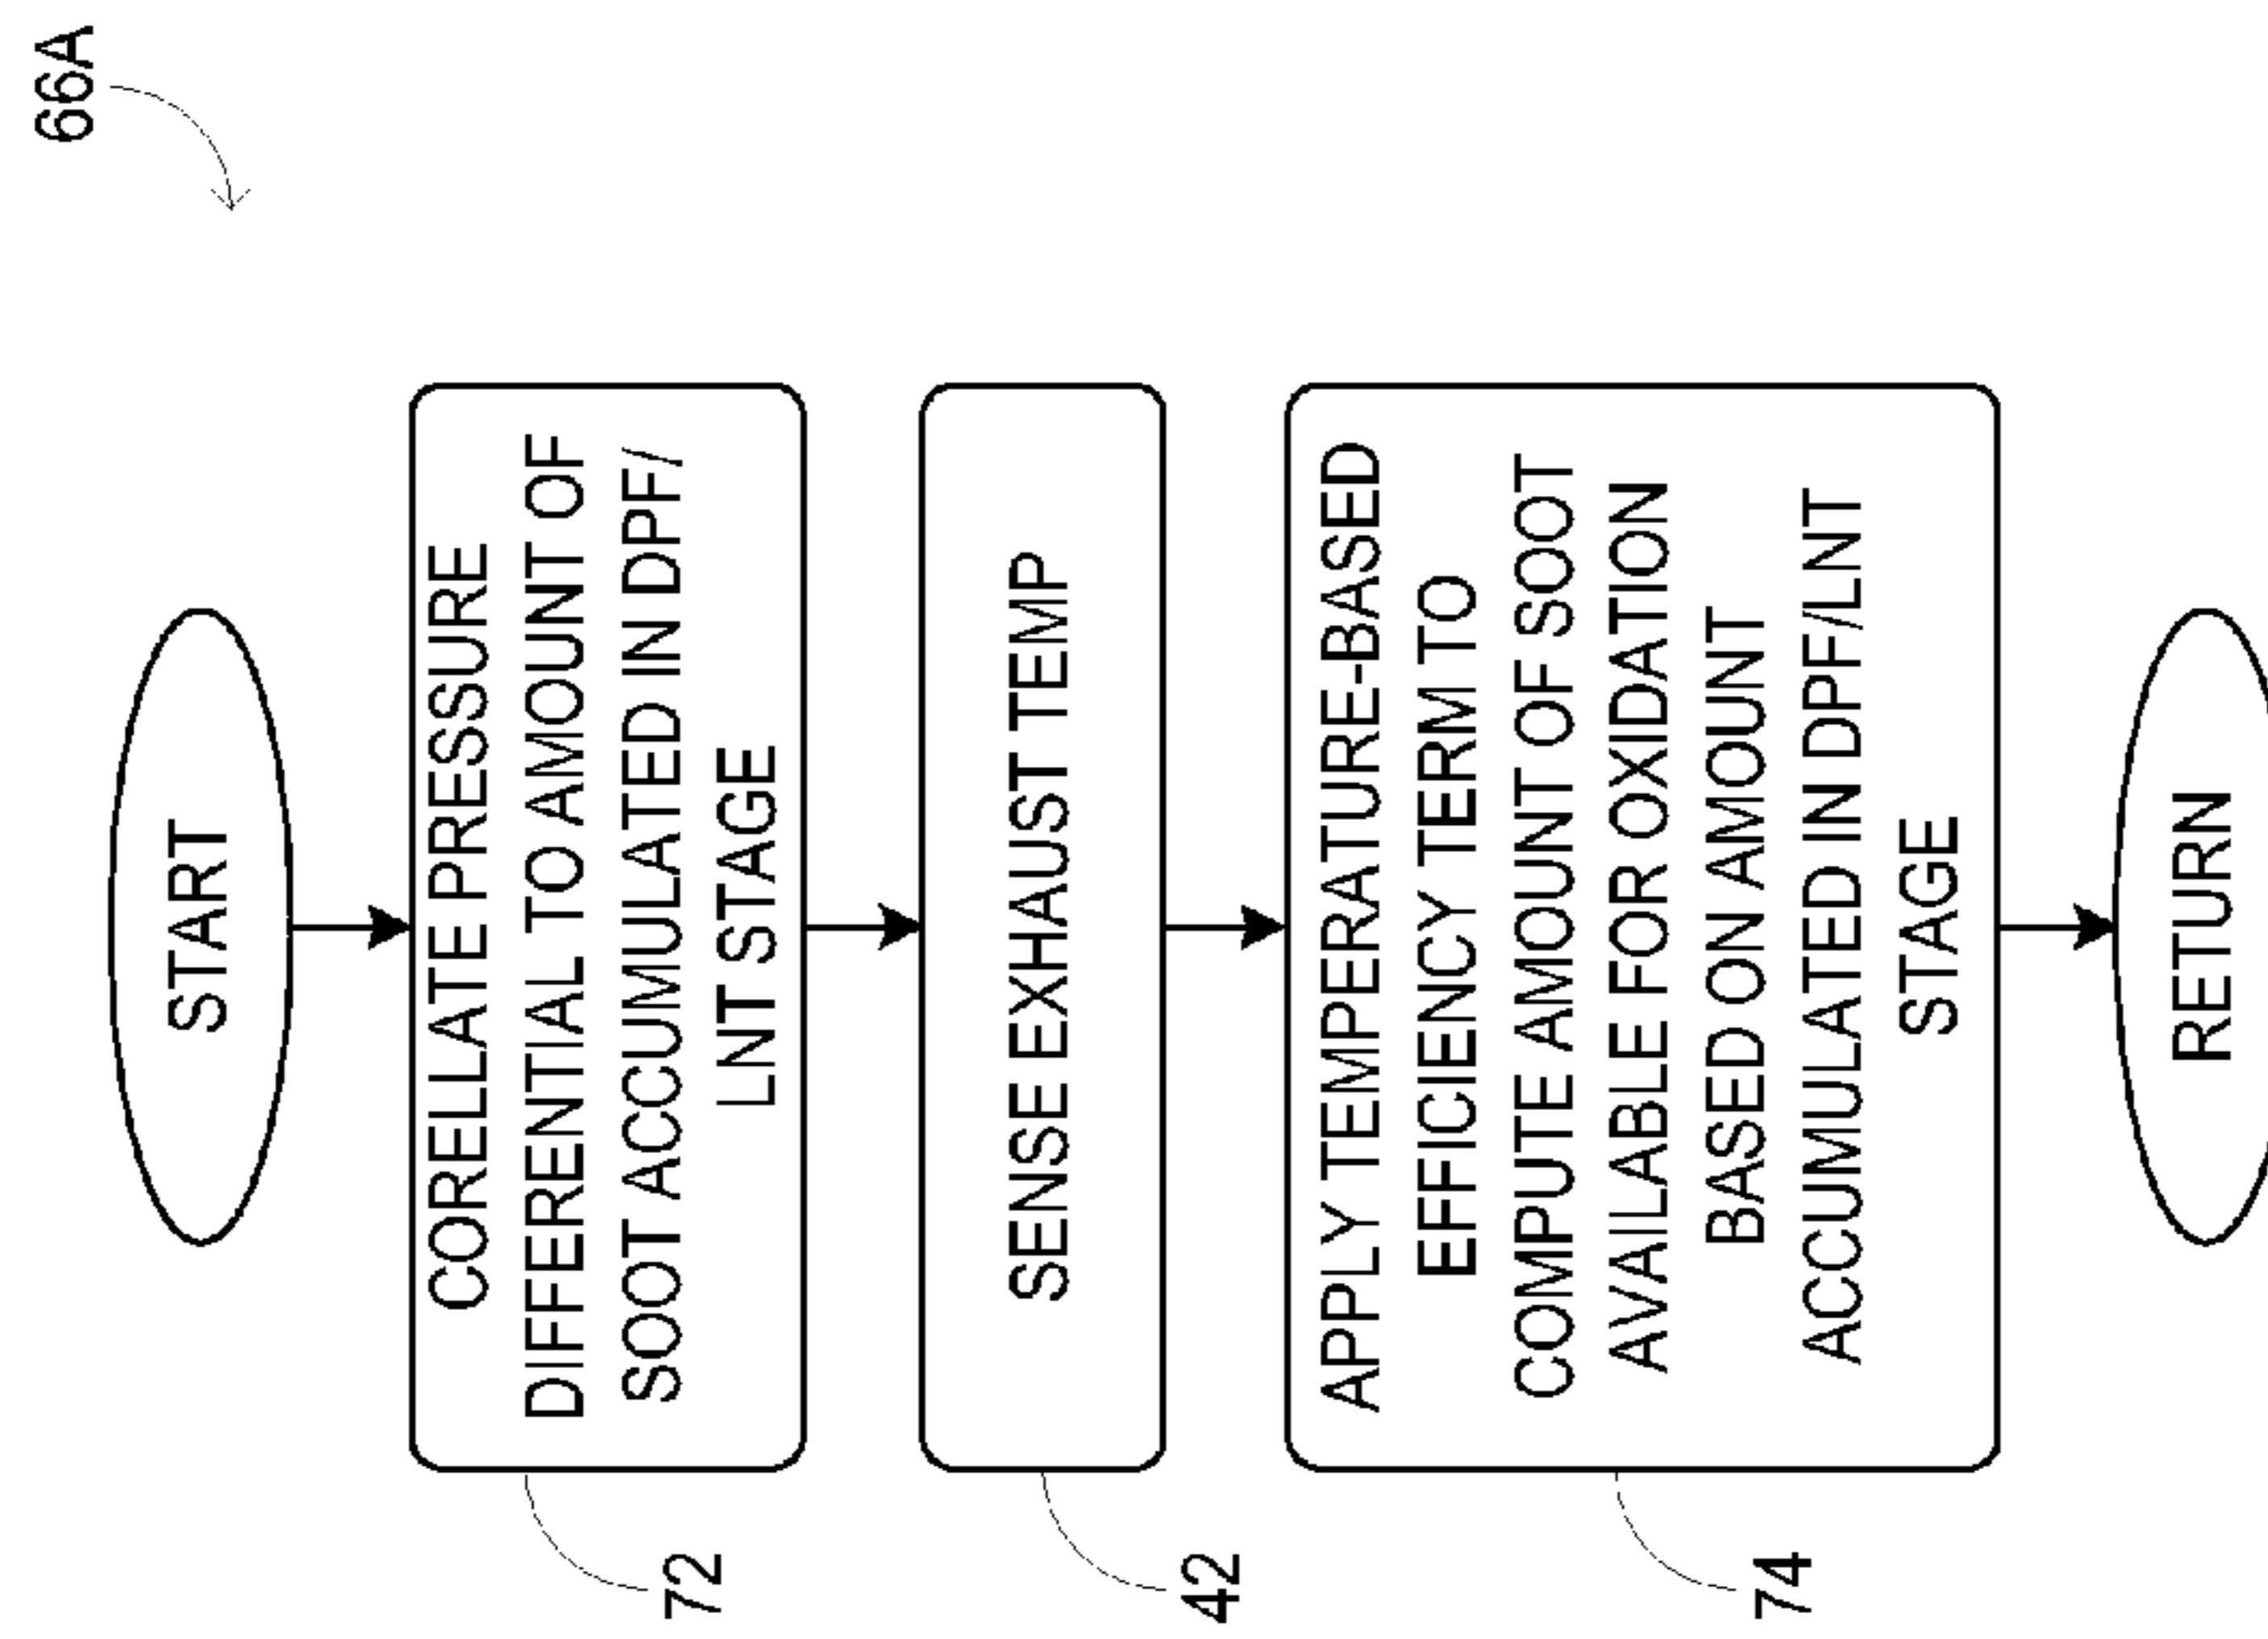 66A
START
CORELLATE PRESSURE
DIFFERENTIAL TO AMOUNT OF
SOOT ACCUMULATED IN DPF/
LNT STAGE
72
SENSE EXHAUST TEMP
42
APPLY TEMPERATURE-BASED
EFFICIENCY TERM TO
COMPUTE AMOUNT OF SOOT
AVAILABLE FOR OXIDATION
BASED ON AMOUNT
ACCUMULATED IN DPF/LNT
STAGE
74
RETURN